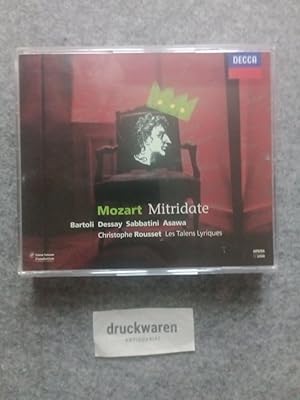 DECCA
Mozart Mitridate
Bartoli Dessay Sabbatini Asawa
Christophe Rousset Les Talens Lyriques
druckwaren
ANTIQUARIAT